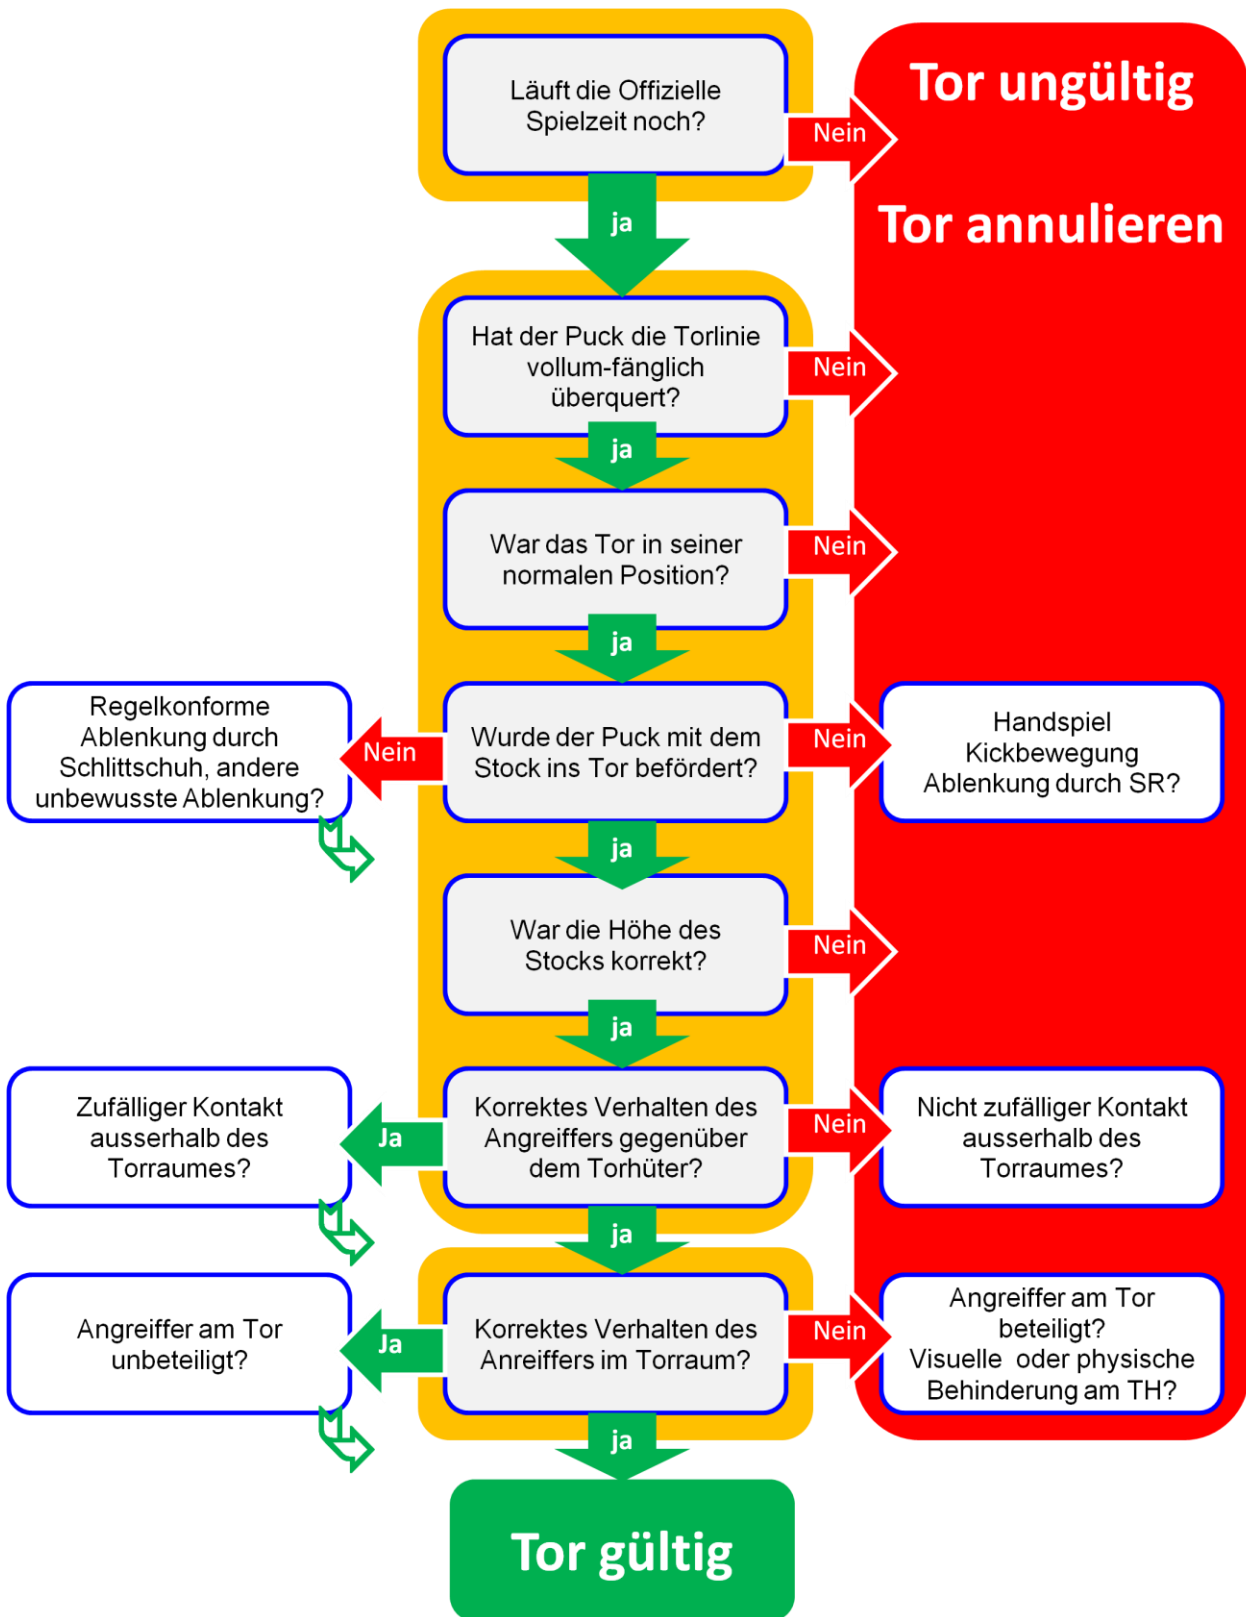 Läuft die Offizielle
Spielzeit noch?
Nein
Tor ungültig
Tor annulieren
ja
Hat der Puck die Torlinie
vollum-fänglich
überquert?
Nein
ja
War das Tor in seiner
normalen Position?
Nein
ja
Regelkonforme
Ablenkung durch
Schlittschuh, andere
unbewusste Ablenkung?
Nein
Wurde der Puck mit dem
Stock ins Tor befördert?
Nein
Handspiel
Kickbewegung
Ablenkung durch SR?
ja
War die Höhe des
Stocks korrekt?
Nein
ja
Zufälliger Kontakt
ausserhalb des
Torraumes?
Ja
Korrektes Verhalten des
Angreiffers gegenüber
dem Torhüter?
Nein
Nicht zufälliger Kontakt
ausserhalb des
Torraumes?
ja
Angreiffer am Tor
unbeteiligt?
Ja
Korrektes Verhalten des
Anreiffers im Torraum?
Nein
Angreiffer am Tor
beteiligt?
Visuelle oder physische
Behinderung am TH?
ja
Tor gültig